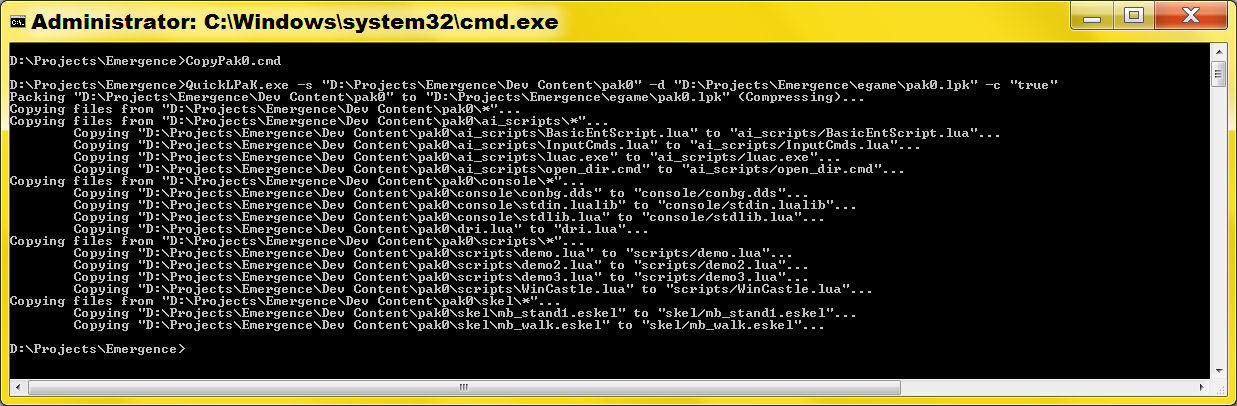 Administrator: C:\Windows\system32\cmd.exe
D:\Projects\Emergence>CopyPak0.cmd
D:\Projects\Emergence>QuickLPaK.exe -s "D:\Projects\Emergence\Dev Content\pak0" -d "D:\Projects\Emergence\egame\pak0.lpk" -c "true"
Packing "D:\Projects\Emergence\Dev Content\pak0" to "D:\Projects\Emergence\egame\pak0.lpk" (Compressing)...
Copying files from "D:\Projects\Emergence\Dev Content\pak0\*"...
Copying files from "D:\Projects\Emergence\Dev Content\pak0\ai_scripts\*"...
Copying "D:\Projects\Emergence\Dev Content\pak0\ai_scripts\BasicEntScript.lua" to "ai_scripts/BasicEntScript.lua"...
Copying "D:\Projects\Emergence\Dev Content\pak0\ai_scripts\InputCmds.lua" to "ai_scripts/InputCmds.lua"...
Copying "D:\Projects\Emergence\Dev Content\pak0\ai_scripts\luac.exe" to "ai_scripts/luac.exe"...
Copying "D:\Projects\Emergence\Dev Content\pak0\ai_scripts\open_dir.cmd" to "ai_scripts/open_dir.cmd"...
Copying files from "D:\Projects\Emergence\Dev Content\pak0\console\*"...
Copying "D:\Projects\Emergence\Dev Content\pak0\console\conbg.dds" to "console/conbg.dds"...
Copying "D:\Projects\Emergence\Dev Content\pak0\console\stdin.lualib" to "console/stdin.lualib"...
Copying "D:\Projects\Emergence\Dev Content\pak0\console\stdlib.lua" to "console/stdlib.lua"...
Copying "D:\Projects\Emergence\Dev Content\pak0\dri.lua" to "dri.lua"...
Copying files from "D:\Projects\Emergence\Dev Content\pak0\scripts\*"...
Copying "D:\Projects\Emergence\Dev Content\pak0\scripts\demo.lua" to "scripts/demo.lua"...
Copying "D:\Projects\Emergence\Dev Content\pak0\scripts\demo2.lua" to "scripts/demo2.lua"...
Copying "D:\Projects\Emergence\Dev Content\pak0\scripts\demo3.lua" to "scripts/demo3.lua"...
Copying "D:\Projects\Emergence\Dev Content\pak0\scripts\WinCastle.lua" to "scripts/WinCastle.lua"...
Copying files from "D:\Projects\Emergence\Dev Content\pak0\skel\*"...
Copying "D:\Projects\Emergence\Dev Content\pak0\skel\mb_stand1.eskel" to "skel/mb_stand1.eskel"...
Copying "D:\Projects\Emergence\Dev Content\pak0\skel\mb_walk.eskel" to "skel/mb_walk.eskel"...
D:\Projects\Emergence>